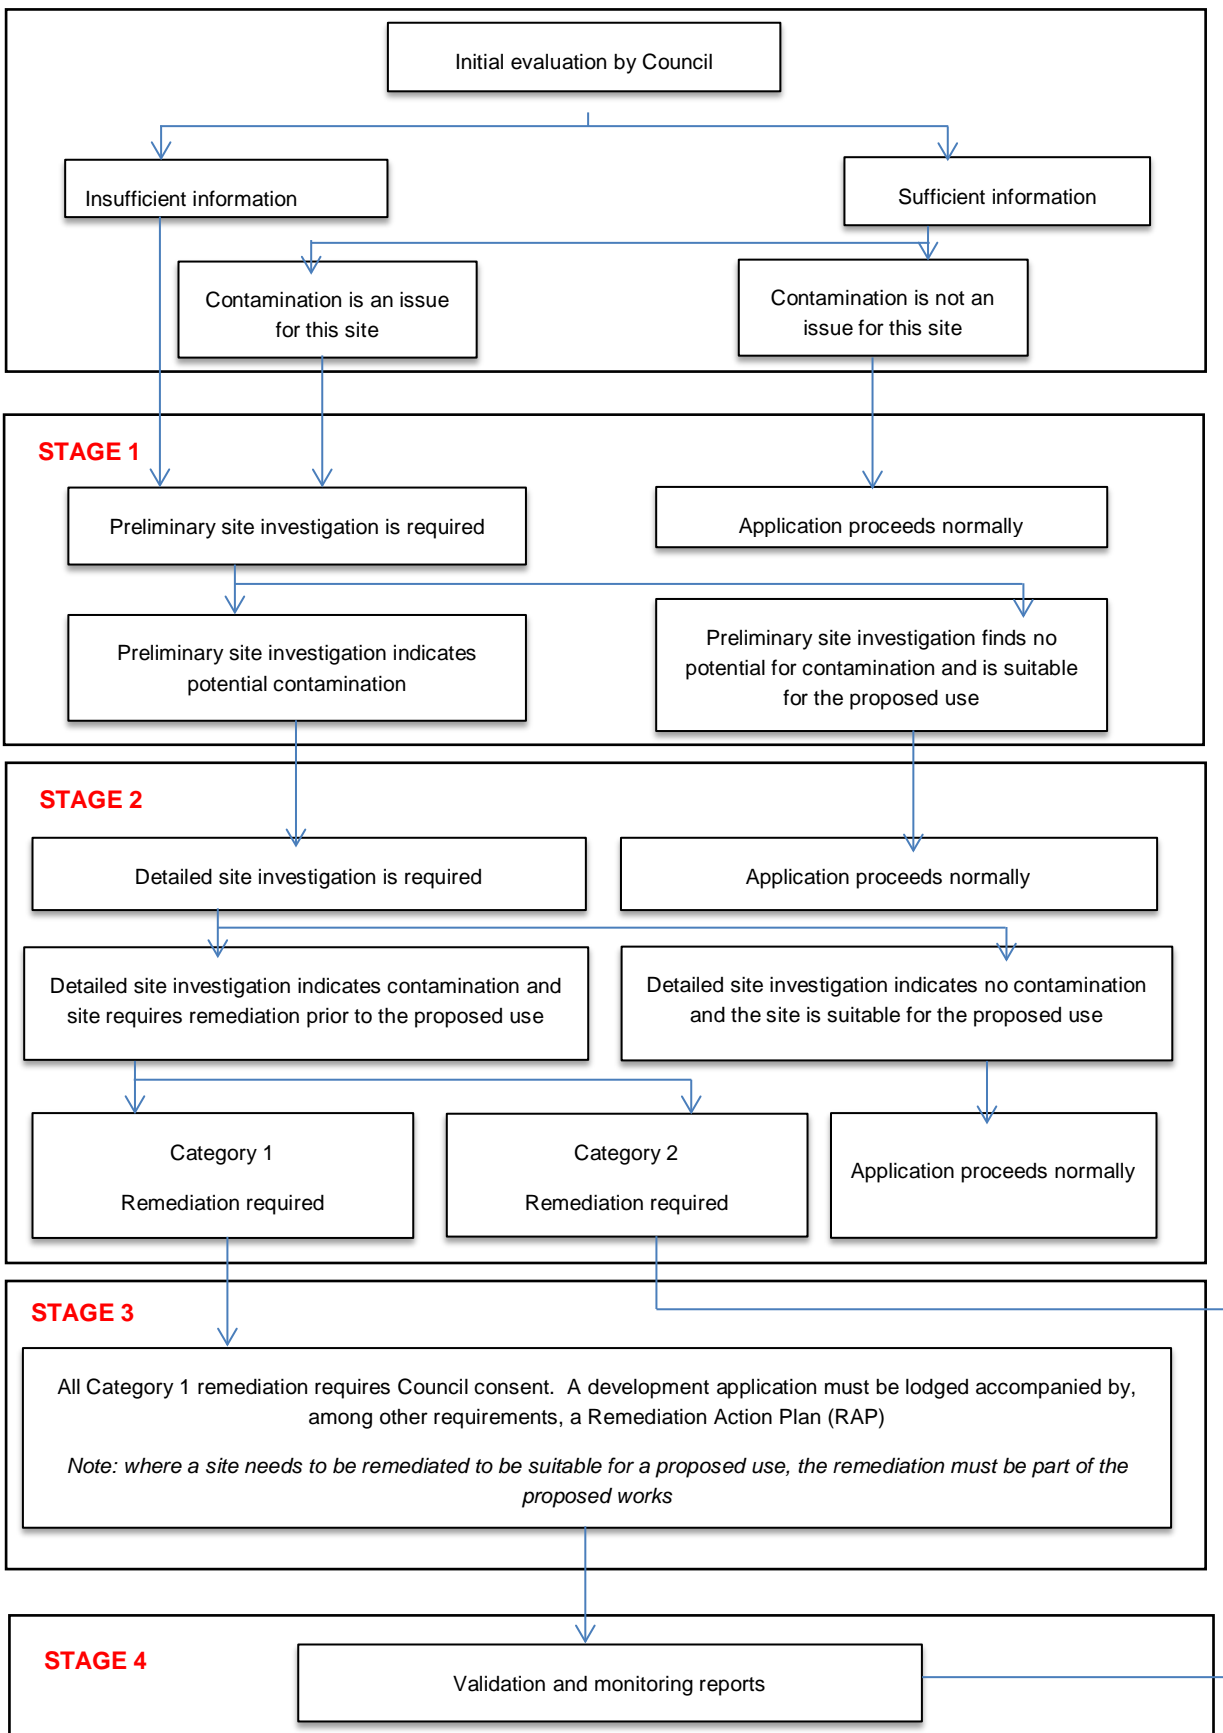 Initial evaluation by Council
Insufficient information
Sufficient information
Contamination is an issue
for this site
Contamination is not an
issue for this site
STAGE 1
Preliminary site investigation is required
Application proceeds normally
Preliminary site investigation indicates
potential contamination
Preliminary site investigation finds no
potential for contamination and is suitable
for the proposed use
STAGE 2
Detailed site investigation is required
Application proceeds normally
Detailed site investigation indicates contamination and
site requires remediation prior to the proposed use
Detailed site investigation indicates no contamination
and the site is suitable for the proposed use
Category 1
Remediation required
Category 2
Remediation required
Application proceeds normally
STAGE 3
All Category 1 remediation requires Council consent.  A development application must be lodged accompanied by,
among other requirements, a Remediation Action Plan (RAP)
Note: where a site needs to be remediated to be suitable for a proposed use, the remediation must be part of the
proposed works
STAGE 4
Validation and monitoring reports